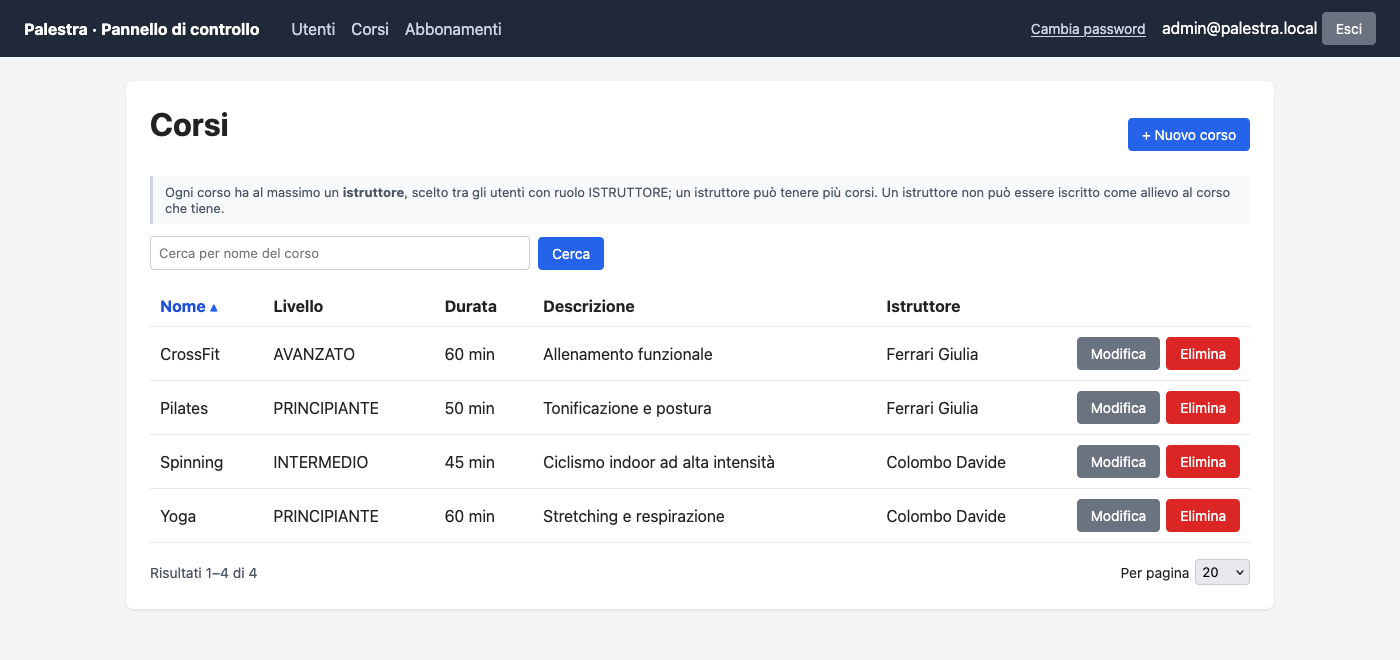 Palestra · Pannello di controllo Utenti Corsi Abbonamenti Cambia password admin@palestra.local Esci
Corsi
+ Nuovo corso
Ogni corso ha al massimo un istruttore, scelto tra gli utenti con ruolo ISTRUTTORE; un istruttore può tenere più corsi. Un istruttore non può essere iscritto come allievo al corso
che tiene.
Cerca per nome del corso Cerca
Nome ▲ Livello Durata Descrizione Istruttore
CrossFit AVANZATO 60 min Allenamento funzionale Ferrari Giulia Modifica Elimina
Pilates PRINCIPIANTE 50 min Tonificazione e postura Ferrari Giulia Modifica Elimina
Spinning INTERMEDIO 45 min Ciclismo indoor ad alta intensità Colombo Davide Modifica Elimina
Yoga PRINCIPIANTE 60 min Stretching e respirazione Colombo Davide Modifica Elimina
Risultati 1–4 di 4 Per pagina 20